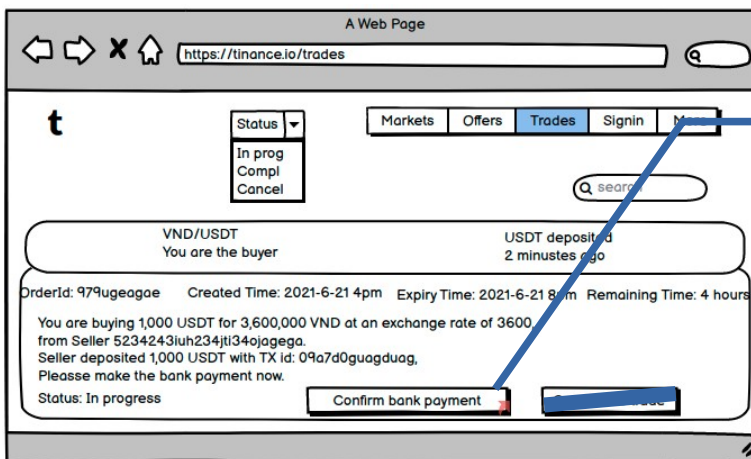 A Web Page
https://tinance.io/trades
t
Status
Markets Offers Trades Signin
In prog
Compl
Cancel
search
VND/USDT
You are the buyer
USDT deposited
2 minustes ago
OrderId: 979ugeagae Created Time: 2021-6-21 4pm Expiry Time: 2021-6-21 8pm Remaining Time: 4 hours
You are buying 1,000 USDT for 3,600,000 VND at an exchange rate of 3600,
from Seller 5234243iuh234jti34ojagega.
Seller deposited 1,000 USDT with TX id: 09a7d0guagduag,
Pleasse make the bank payment now.
Status: In progress
Confirm bank payment